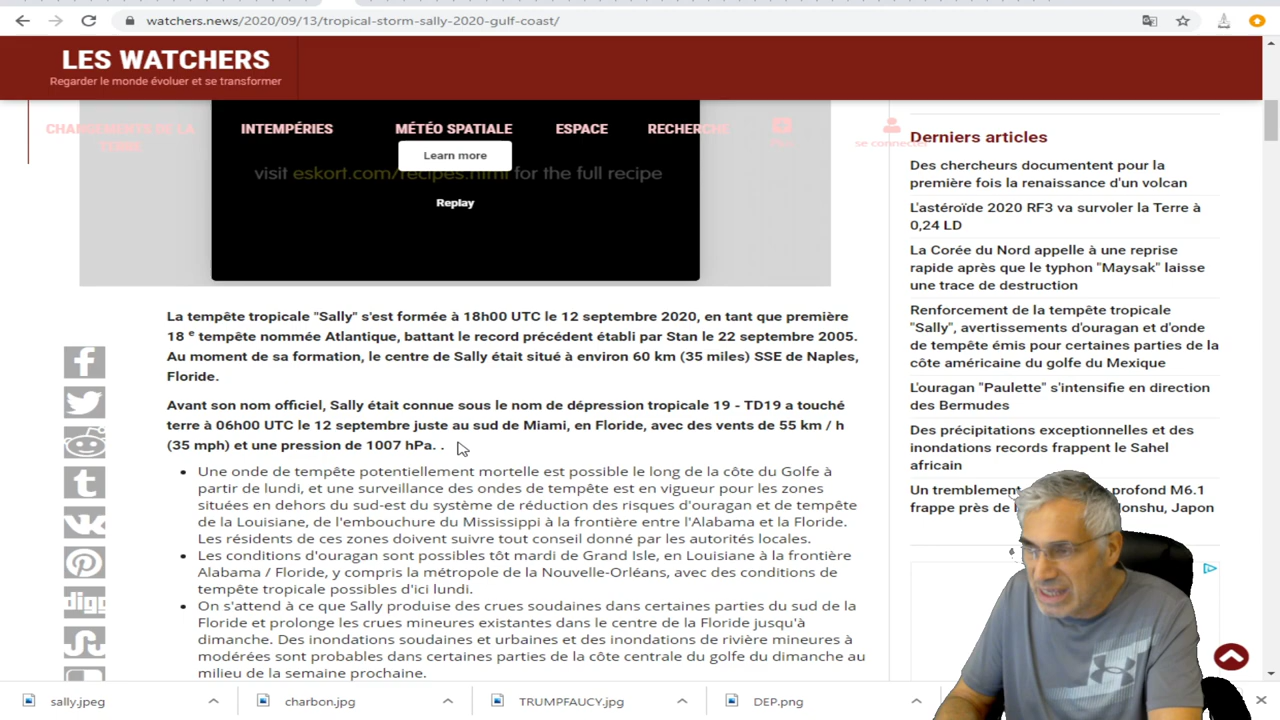 watchers.news/2020/09/13/tropical-storm-sally-2020-gulf-coast/
LES WATCHERS
Regarder le monde évoluer et se transformer
INTEMPÉRIES
MÉTÉO SPATIALE
ESPACE
RECHERCHE
se connecter
Learn more
visit eskort.com/recipes.html for the full recipe
Replay
La tempête tropicale "Sally" s'est formée à 18h00 UTC le 12 septembre 2020, en tant que première
18 e tempête nommée Atlantique, battant le record précédent établi par Stan le 22 septembre 2005.
Au moment de sa formation, le centre de Sally était situé à environ 60 km (35 miles) SSE de Naples,
Floride.
Avant son nom officiel, Sally était connue sous le nom de dépression tropicale 19 - TD19 a touché
terre à 06h00 UTC le 12 septembre juste au sud de Miami, en Floride, avec des vents de 55 km / h
(35 mph) et une pression de 1007 hPa. .
Une onde de tempête potentiellement mortelle est possible le long de la côte du Golfe à
partir de lundi, et une surveillance des ondes de tempête est en vigueur pour les zones
situées en dehors du sud-est du système de réduction des risques d'ouragan et de tempête
de la Louisiane, de l'embouchure du Mississippi à la frontière entre l'Alabama et la Floride.
Les résidents de ces zones doivent suivre tout conseil donné par les autorités locales.
Les conditions d'ouragan sont possibles tôt mardi de Grand Isle, en Louisiane à la frontière
Alabama / Floride, y compris la métropole de la Nouvelle-Orléans, avec des conditions de
tempête tropicale possibles d'ici lundi.
On s'attend à ce que Sally produise des crues soudaines dans certaines parties du sud de la
Floride et prolonge les crues mineures existantes dans le centre de la Floride jusqu'à
dimanche. Des inondations soudaines et urbaines et des inondations de rivière mineures à
modérées sont probables dans certaines parties de la côte centrale du golfe du dimanche au
milieu de la semaine prochaine.
Derniers articles
Des chercheurs documentent pour la
première fois la renaissance d'un volcan
L'astéroïde 2020 RF3 va survoler la Terre à
0,24 LD
La Corée du Nord appelle à une reprise
rapide après que le typhon "Maysak" laisse
une trace de destruction
Renforcement de la tempête tropicale
"Sally", avertissements d'ouragan et d'onde
de tempête émis pour certaines parties de la
côte américaine du golfe du Mexique
L'ouragan "Paulette" s'intensifie en direction
des Bermudes
Des précipitations exceptionnelles et des
inondations records frappent le Sahel
africain
Un tremblement profond M6.1
frappe près de Honshu, Japon
digg
sally.jpeg
charbon.jpg
TRUMPFAUCY.jpg
DEP.png